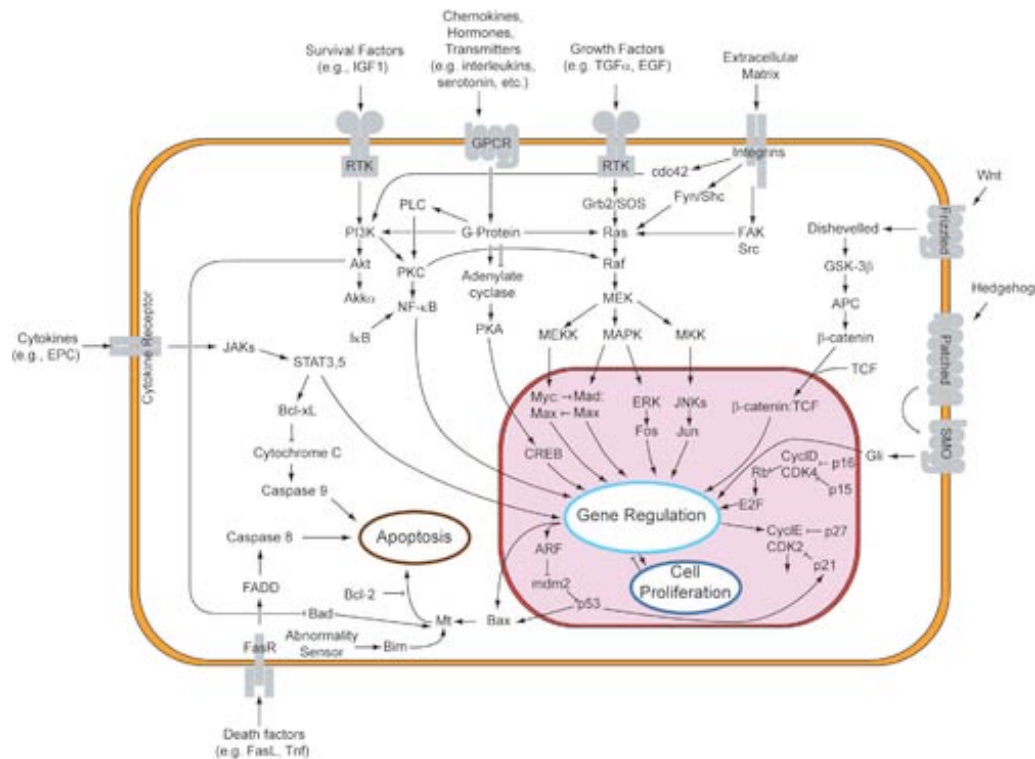 Chemokines,
Hormones,
Transmitters
(e.g. interleukins,
serotonin, etc.)
Survival Factors
(e.g., IGF1)
Growth Factors
(e.g. TGFα, EGF)
Extracellular
Matrix
RTK
GPCR
RTK
Integrins
cdc42
Wnt
Fyn/Shc
Grb2/SOS
PLC
Frizzled
PI3K
G-Protein
Ras
FAK
Src
Dishevelled
Akt
PKC
Adenylate
cyclase
Raf
GSK-3β
Hedgehog
Akkα
NF-κB
MEK
APC
IκB
PKA
MEKK
MAPK
MKK
β-catenin
Patched
Cytokines
(e.g., EPC)
Cytokine Receptor
JAKs
STAT3,5
TCF
Bcl-xL
Myc:
Max
Mad:
Max
ERK
JNKs
β-catenin:TCF
Fos
Jun
Cytochrome C
CREB
Gli
SMO
CycID
CDK4
p16
p15
Rb
Caspase 9
E2F
Gene Regulation
Caspase 8
Apoptosis
CycIE
CDK2
p27
p21
ARF
FADD
mdm2
Cell
Proliferation
Bcl-2
p53
Bad
Mt
Bax
Abnormality
Sensor
Bim
FasR
Death factors
(e.g. FasL, Tnf)